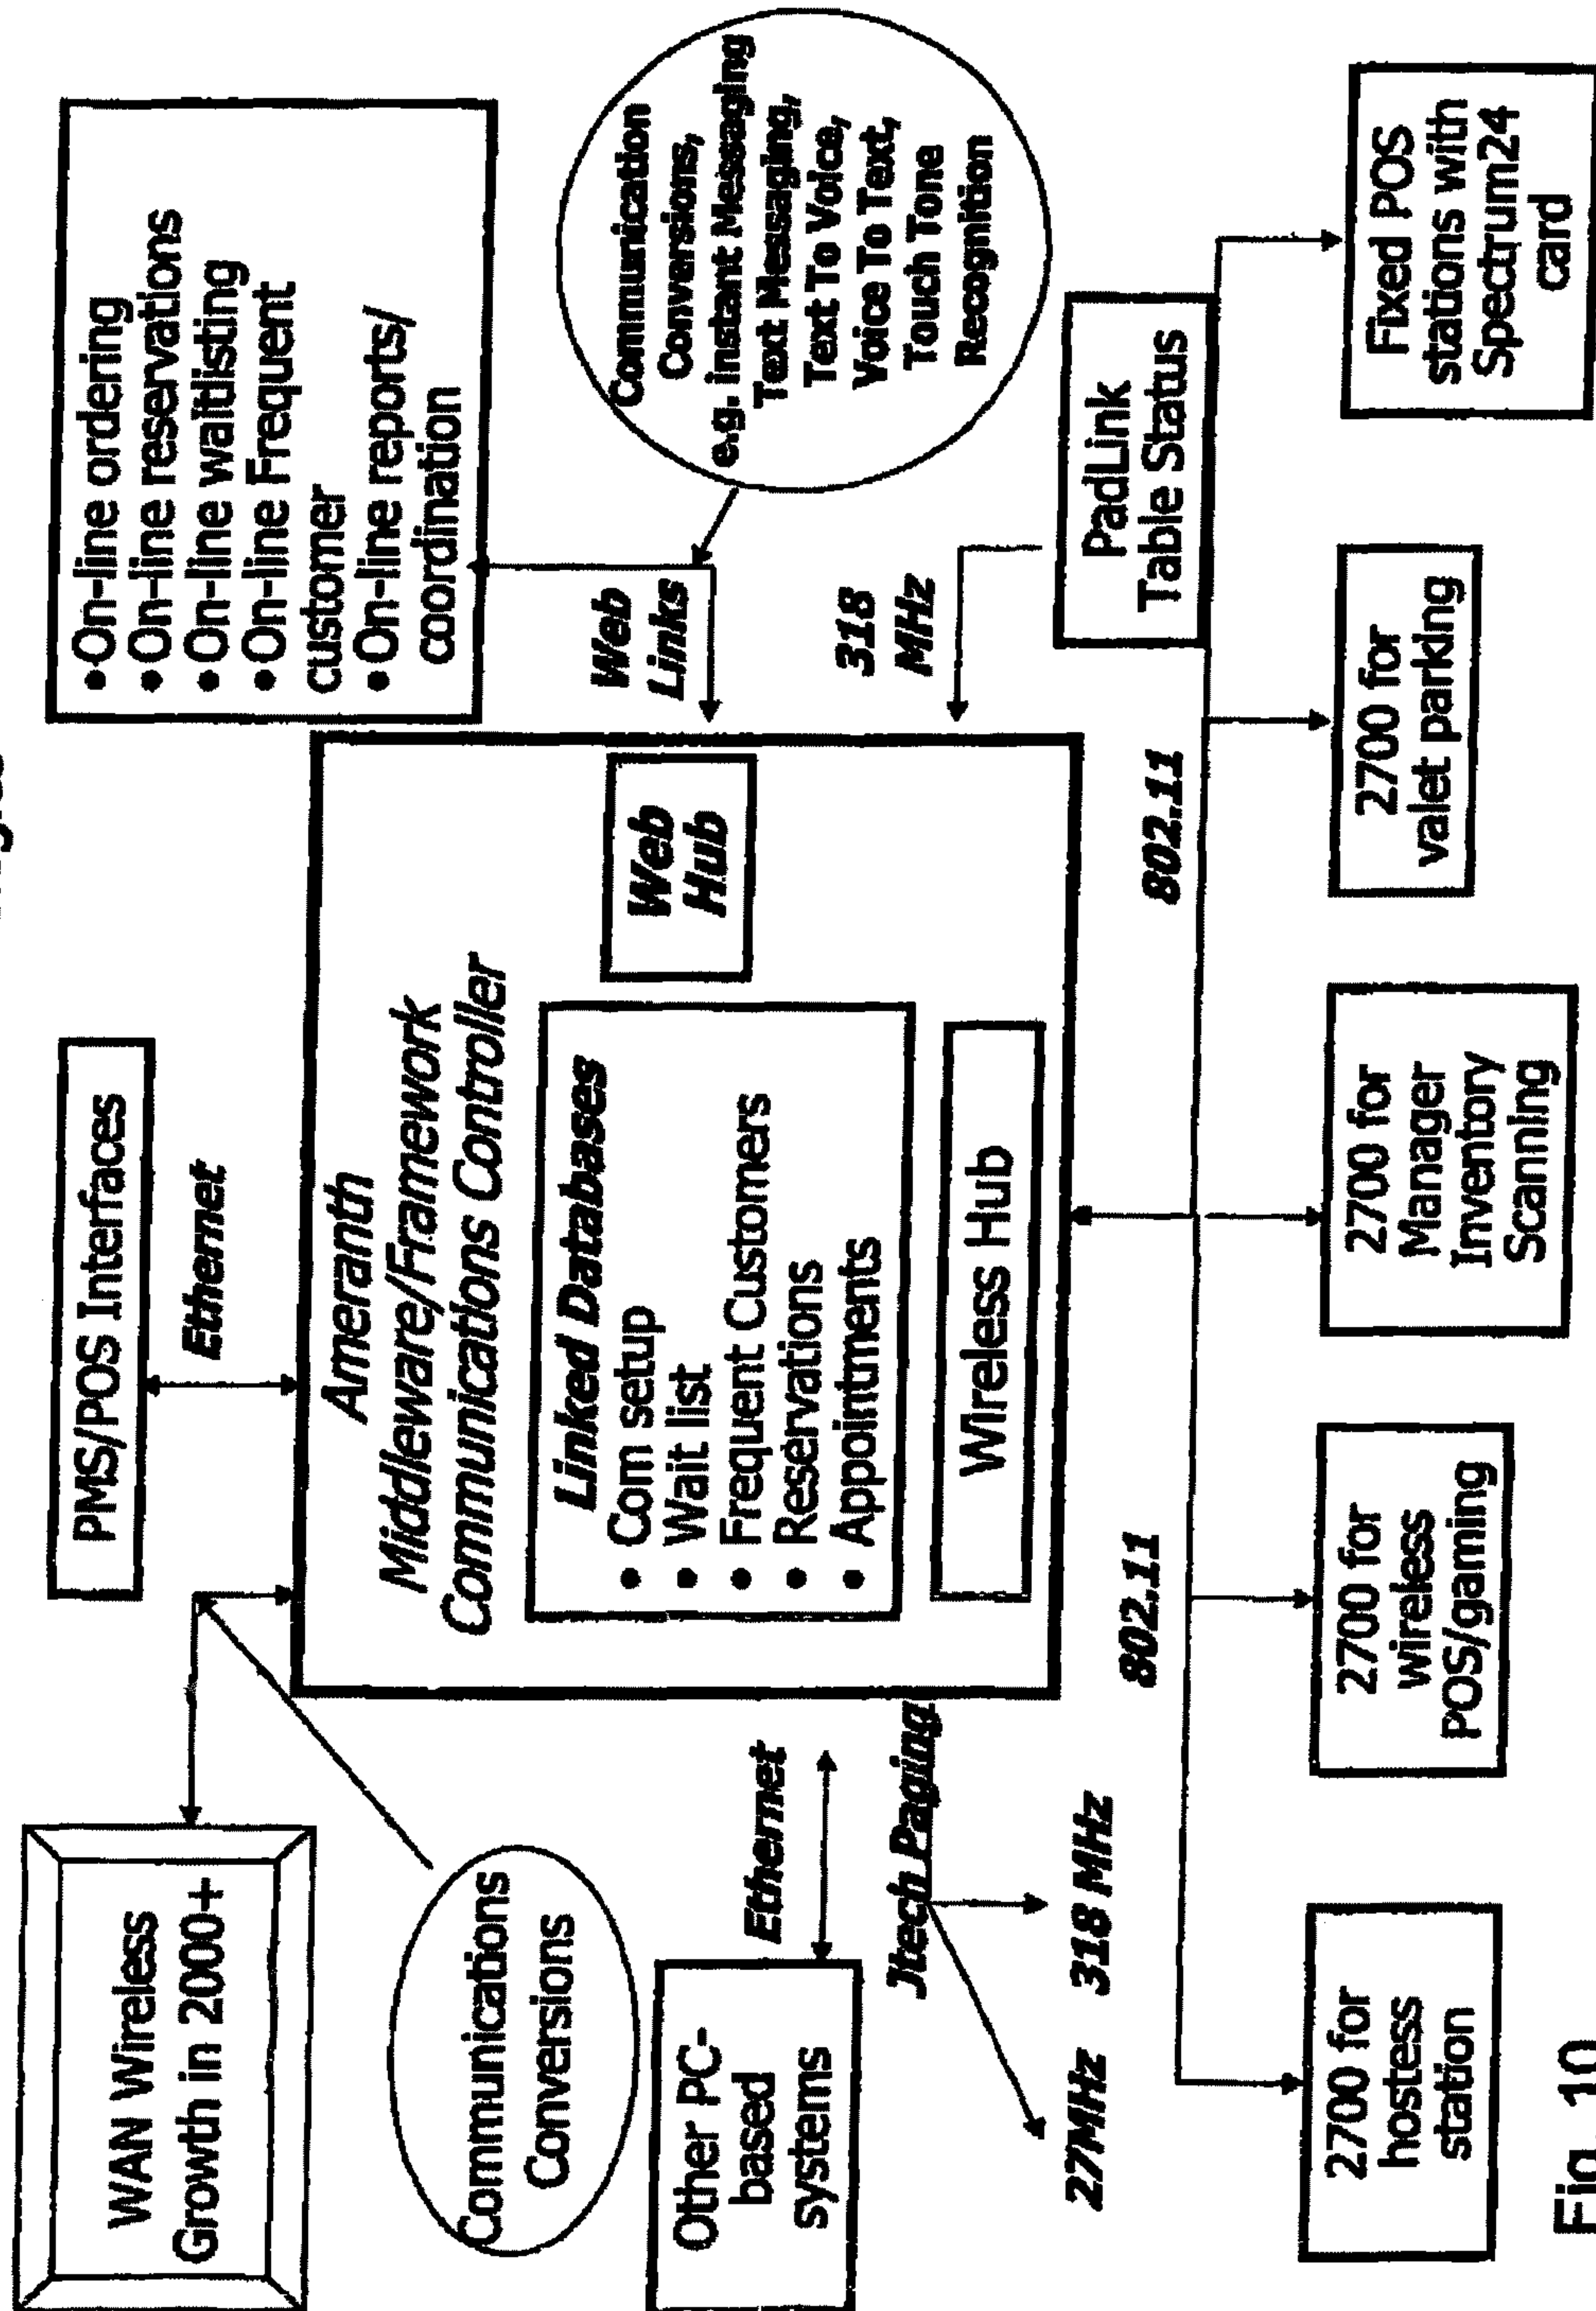 PMS/POS Interfaces
Ethernet
WAN Wireless
Growth in 2000+
•On-line ordering
•On-line reservations
•On-line waitlisting
•On-line Frequent
customer
•On-line reports/
coordination
Communications
Conversions
Ameranth
Middleware/Framework
Communications Controller
Linked Databases
• Com setup
• Wait list
• Frequent Customers
• Reservations
• Appointments
Web
Hub
Wireless Hub
Web
Links
Communication
Conversions,
e.g. instant Messaging
Text Messaging,
Text To Voice,
Voice To Text,
Touch Tone
Recognition
Other PC-
based
systems
Ethernet
Jtech Paging
27MHz
318 MHz
318
MHz
PadLink
Table Status
802.11
802.11
2700 for
hostess
station
2700 for
wireless
POS/gaming
2700 for
Manager
Inventory
Scanning
2700 for
valet parking
Fixed POS
stations with
Spectrum24
card
Fig. 10